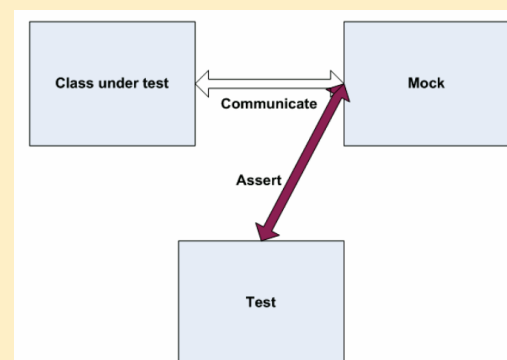 Class under test
Mock
Communicate
Assert
Test